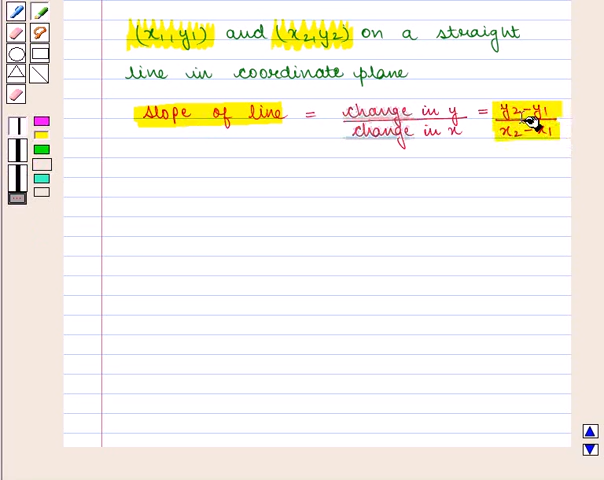 (x₁, y₁) and (x₂, y₂) on a straight
line in coordinate plane
Slope of line = change in y / change in x = y₂-y₁ / x₂-x₁